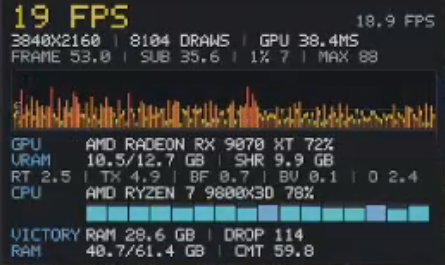 19 FPS 18.9 FPS
3840X2160 | 8104 DRAWS | GPU 38.4MS
FRAME 53.0 | SUB 35.6 | 1% 7 | MAX 88
GPU AMD RADEON RX 9070 XT 72%
VRAM 10.5/12.7 GB | SHR 9.9 GB
RT 2.5 | TX 4.9 | BF 0.7 | BV 0.1 | O 2.4
CPU AMD RYZEN 7 9800X3D 78%
VICTORY RAM 28.6 GB | DROP 114
RAM 40.7/61.4 GB | CMT 59.8